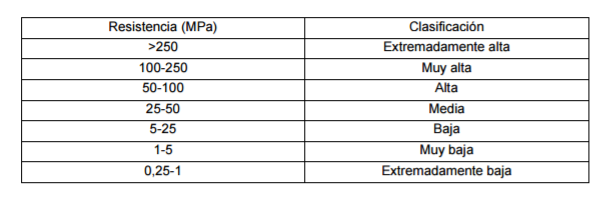 Resistencia (MPa) Clasificación
>250 Extremadamente alta
100-250 Muy alta
50-100 Alta
25-50 Media
5-25 Baja
1-5 Muy baja
0,25-1 Extremadamente baja